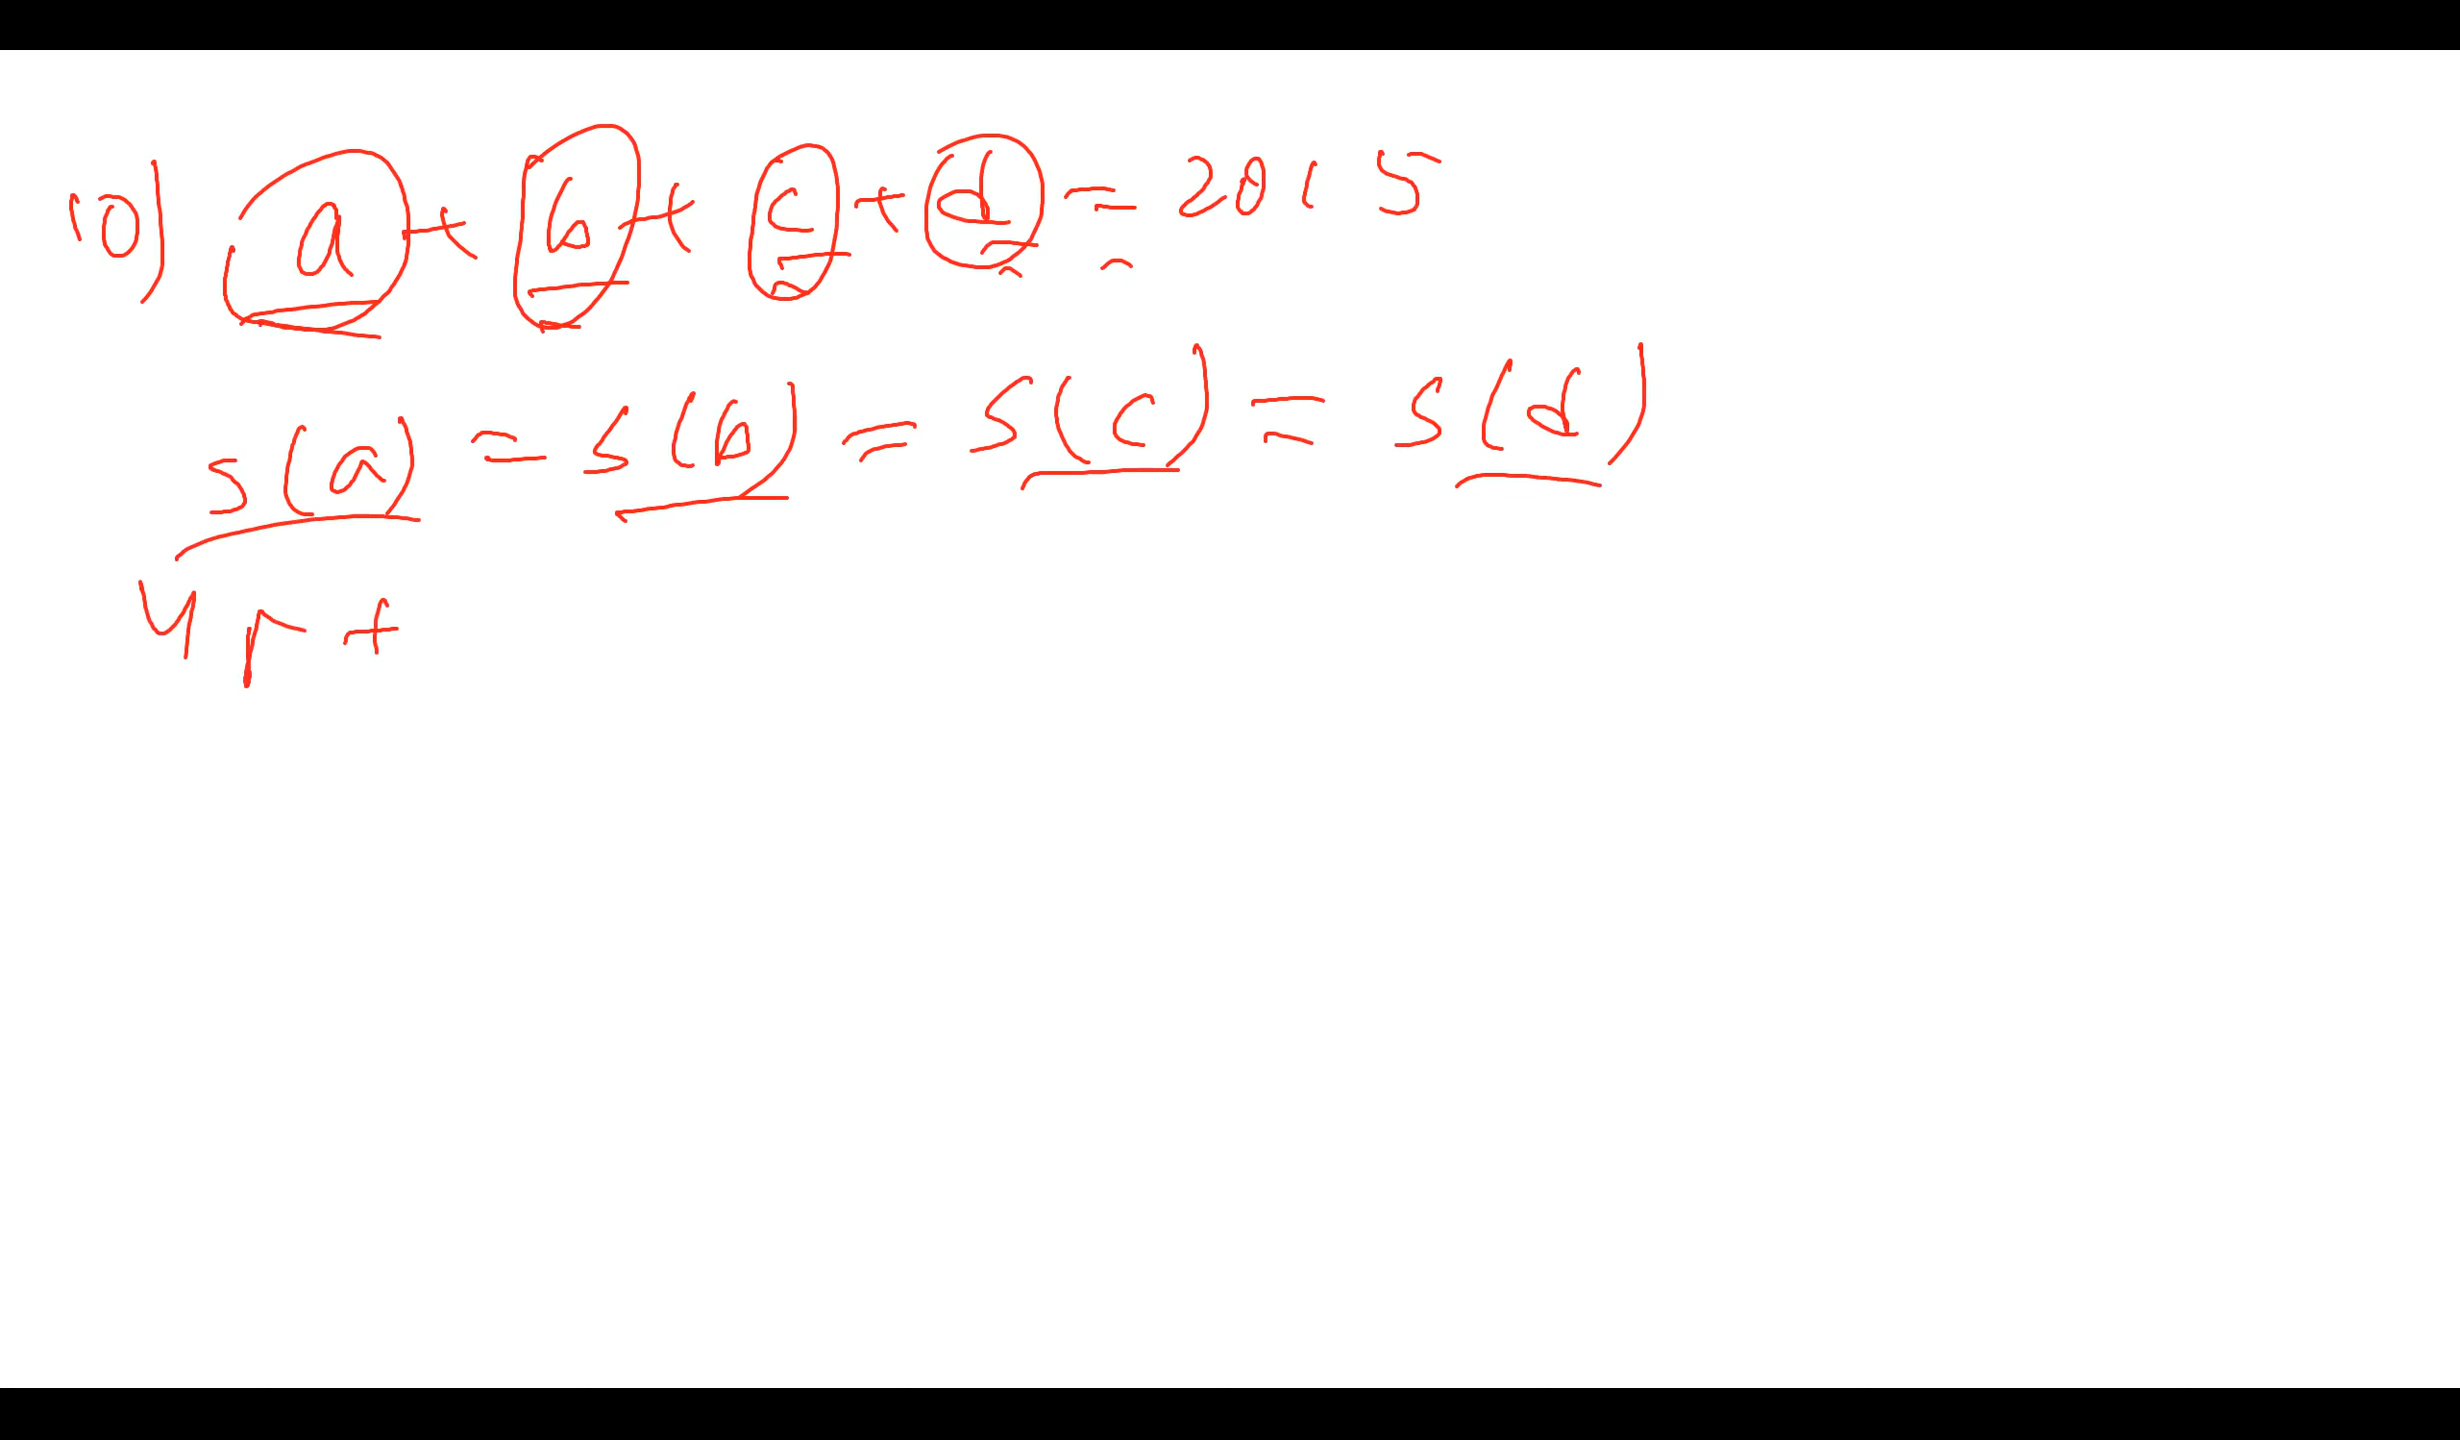 10) a + b + c + d = 2015
s(a) = s(b) = s(c) = s(d)
4r +